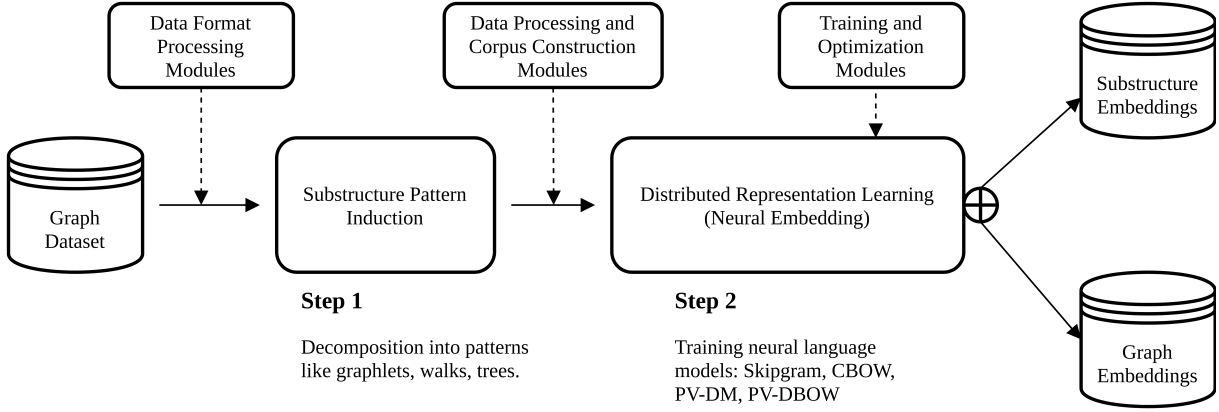 Data Format
Processing
Modules
Data Processing and
Corpus Construction
Modules
Training and
Optimization
Modules
Substructure
Embeddings
Graph
Dataset
Substructure Pattern
Induction
Distributed Representation Learning
(Neural Embedding)
Step 1
Decomposition into patterns
like graphlets, walks, trees.
Step 2
Training neural language
models: Skipgram, CBOW,
PV-DM, PV-DBOW
Graph
Embeddings